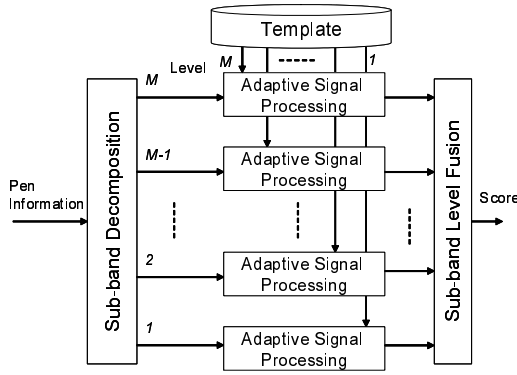 Template
Level
M
1
M
Adaptive Signal
Processing
M-1
Adaptive Signal
Processing
Pen
Information
Sub-band Decomposition
Sub-band Level Fusion
Score
2
Adaptive Signal
Processing
1
Adaptive Signal
Processing